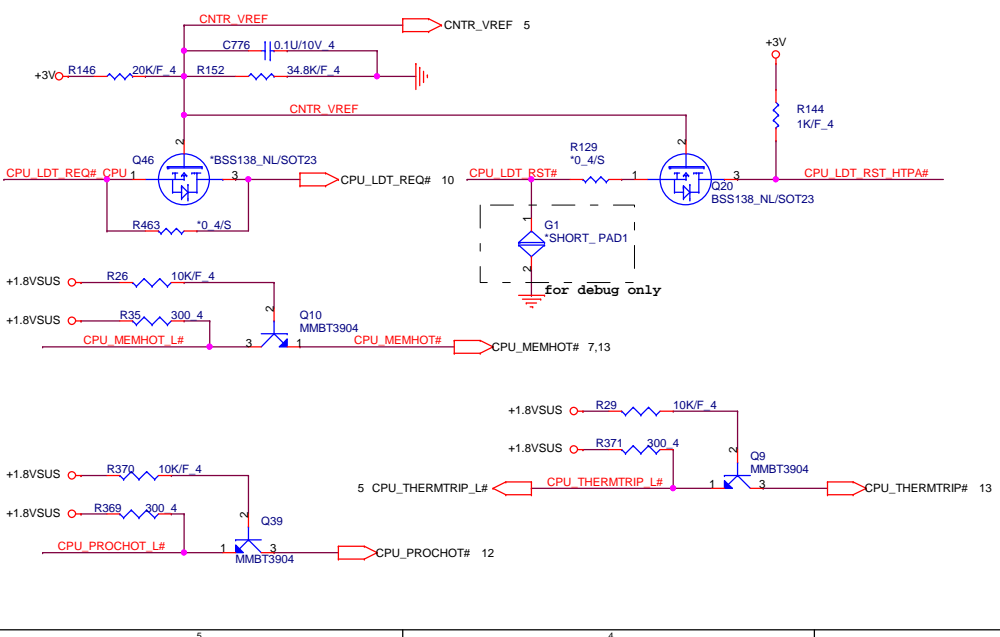 CNTR_VREF
CNTR_VREF 5
C776 0.1U/10V_4
+3V R146 20K/F_4 R152 34.8K/F_4
+3V
CNTR_VREF
R144
1K/F_4
2
2
Q46 *BSS138_NL/SOT23
R129
*0_4/S
CPU_LDT_REQ#_CPU 1 3 CPU_LDT_REQ# 10
CPU_LDT_RST# 1 3 CPU_LDT_RST_HTPA#
Q20
BSS138_NL/SOT23
R463 *0_4/S
1
G1
*SHORT_ PAD1
2
for debug only
+1.8VSUS R26 10K/F_4
2
+1.8VSUS R35 300_4
Q10
MMBT3904
CPU_MEMHOT_L# 3 1 CPU_MEMHOT# CPU_MEMHOT# 7,13
+1.8VSUS R29 10K/F_4
+1.8VSUS R371 300_4
2
Q9
MMBT3904
5 CPU_THERMTRIP_L# CPU_THERMTRIP_L# 1 3 CPU_THERMTRIP# 13
+1.8VSUS R370 10K/F_4
+1.8VSUS R369 300_4
2
Q39
CPU_PROCHOT_L# 1 3 CPU_PROCHOT# 12
MMBT3904
5 4